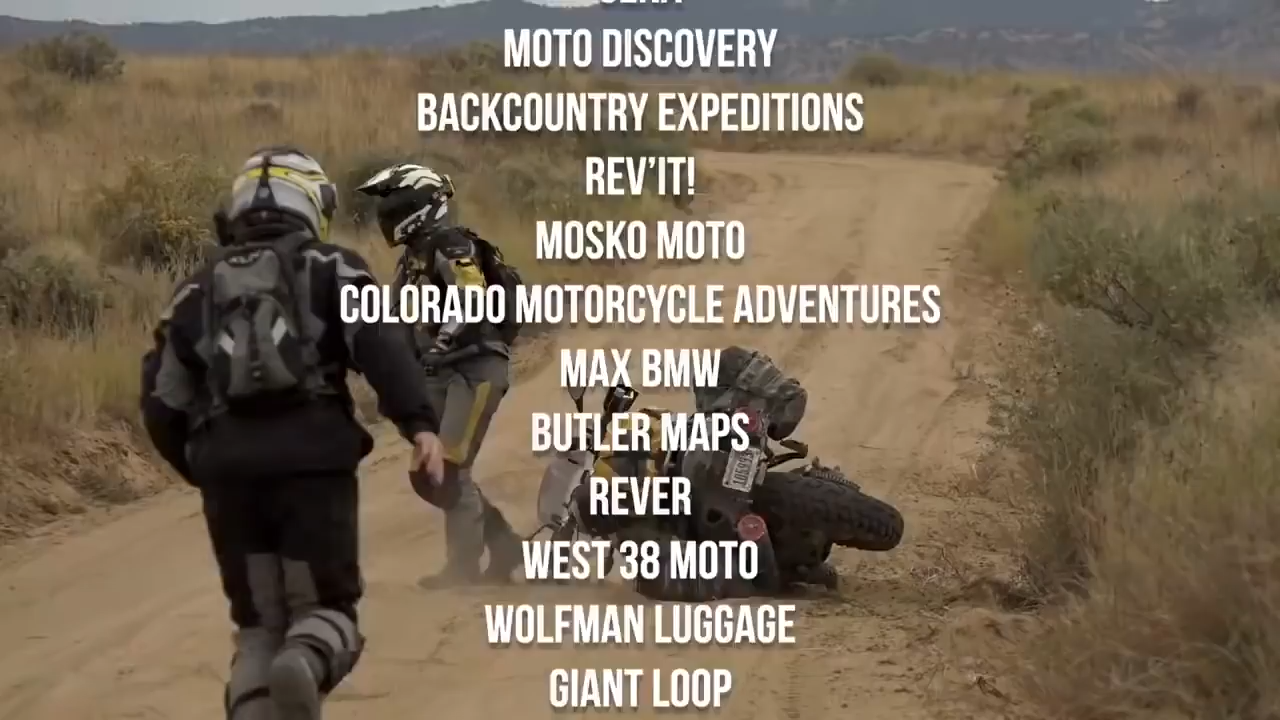 MOTO DISCOVERY
BACKCOUNTRY EXPEDITIONS
REV'IT!
MOSKO MOTO
COLORADO MOTORCYCLE ADVENTURES
MAX BMW
BUTLER MAPS
REVER
WEST 38 MOTO
WOLFMAN LUGGAGE
GIANT LOOP